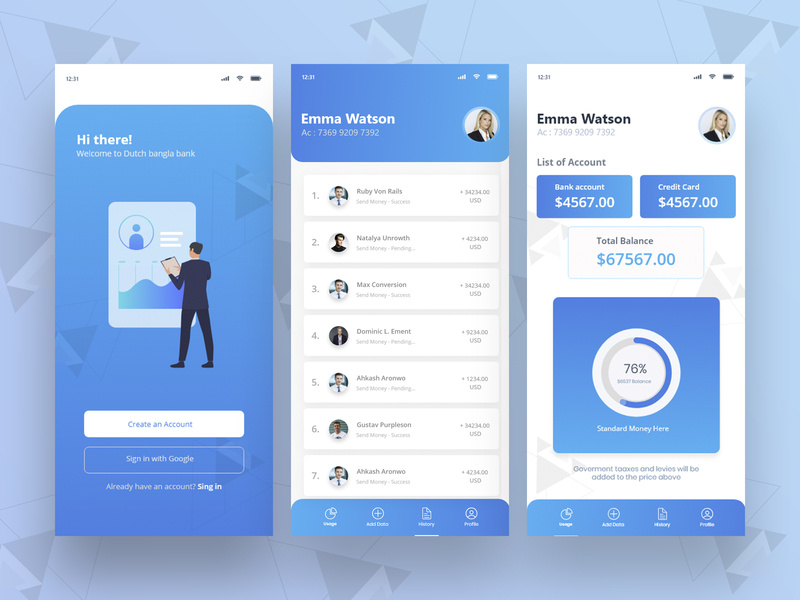 12:31
Hi there!
Welcome to Dutch bangla bank
Create an Account
Sign in with Google
Already have an account? Sing in
12:31
Emma Watson
Ac : 7369 9209 7392
1.
Ruby Von Rails
Send Money - Success
+ 34234.00
USD
2.
Natalya Unrowth
Send Money - Pending...
+ 4234.00
USD
3.
Max Conversion
Send Money - Success
+ 34234.00
USD
4.
Dominic L. Ement
Send Money - Pending...
+ 9234.00
USD
5.
Ahkash Aronwo
Send Money - Pending...
+ 1234.00
USD
6.
Gustav Purpleson
Send Money - Success
+ 34234.00
USD
7.
Ahkash Aronwo
Send Money - Success
+ 4234.00
USD
Usage
Add Data
History
Profile
12:31
Emma Watson
Ac : 7369 9209 7392
List of Account
Bank account
$4567.00
Credit Card
$4567.00
Total Balance
$67567.00
76%
Balance
Standard Money Here
Goverment toaxes and levies will be
added to the price above
Usage
Add Data
History
Profile